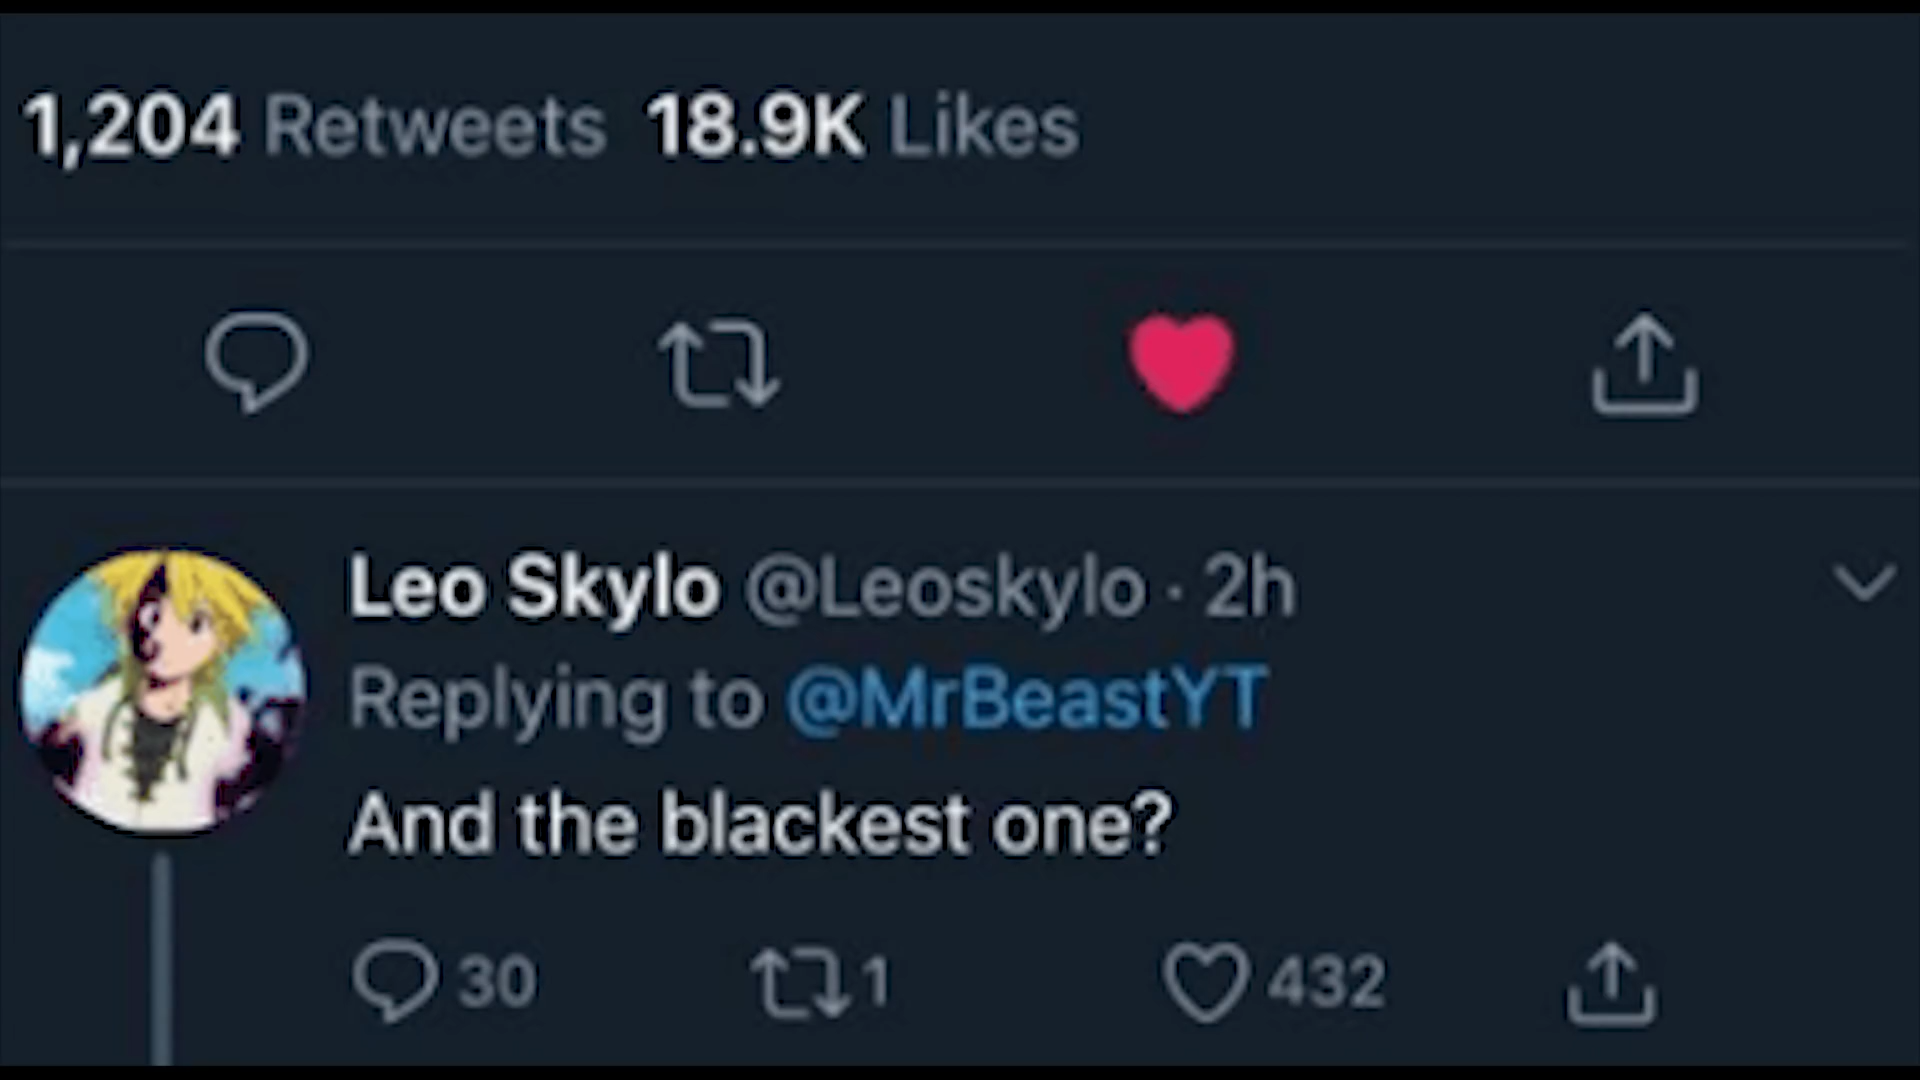 1,204 Retweets 18.9K Likes
Leo Skylo @Leoskylo · 2h
Replying to @MrBeastYT
And the blackest one?
30 1 432